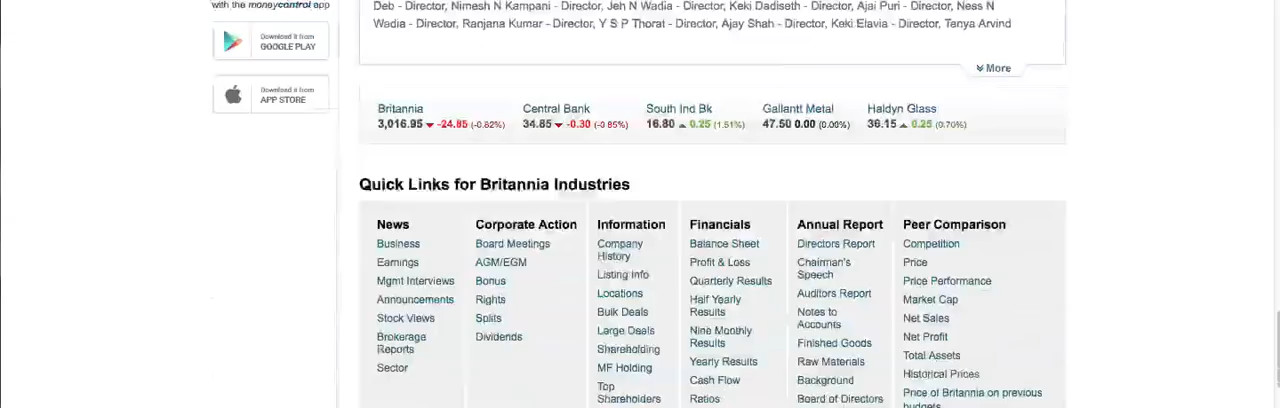 with the moneycontrol app
Download it from
GOOGLE PLAY
Download it from
APP STORE
Deb - Director, Nimesh N Kampani - Director, Jeh N Wadia - Director, Keki Dadiseth - Director, Ajai Puri - Director, Ness N
Wadia - Director, Ranjana Kumar - Director, Y S P Thorat - Director, Ajay Shah - Director, Keki Elavia - Director, Tanya Arvind
More
Britannia Central Bank South Ind Bk Gallantt Metal Haldyn Glass
3,016.95 -24.85 (-0.82%) 34.85 -0.30 (-0.85%) 16.80 0.25 (1.51%) 47.50 0.00 (0.00%) 36.15 0.25 (0.70%)
Quick Links for Britannia Industries
News
Business
Earnings
Mgmt Interviews
Announcements
Stock Views
Brokerage
Reports
Sector
Corporate Action
Board Meetings
AGM/EGM
Bonus
Rights
Splits
Dividends
Information
Company
History
Listing Info
Locations
Bulk Deals
Large Deals
Shareholding
MF Holding
Top
Shareholders
Financials
Balance Sheet
Profit & Loss
Quarterly Results
Half Yearly
Results
Nine Monthly
Results
Yearly Results
Cash Flow
Ratios
Annual Report
Directors Report
Chairman's
Speech
Auditors Report
Notes to
Accounts
Finished Goods
Raw Materials
Background
Board of Directors
Peer Comparison
Competition
Price
Price Performance
Market Cap
Net Sales
Net Profit
Total Assets
Historical Prices
Price of Britannia on previous
budgets